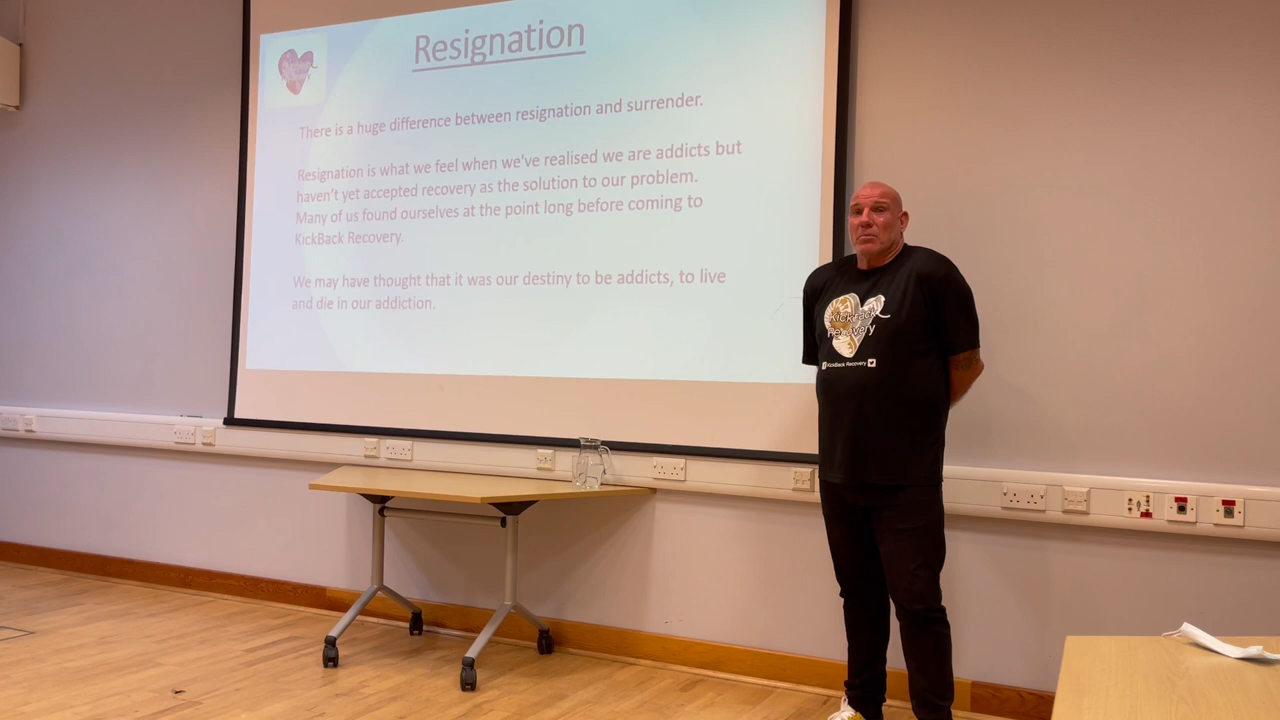 Resignation
There is a huge difference between resignation and surrender.
Resignation is what we feel when we've realised we are addicts but
haven't yet accepted recovery as the solution to our problem.
Many of us found ourselves at the point long before coming to
KickBack Recovery.
We may have thought that it was our destiny to be addicts, to live
and die in our addiction.
KickBack
Recovery
KickBack Recovery